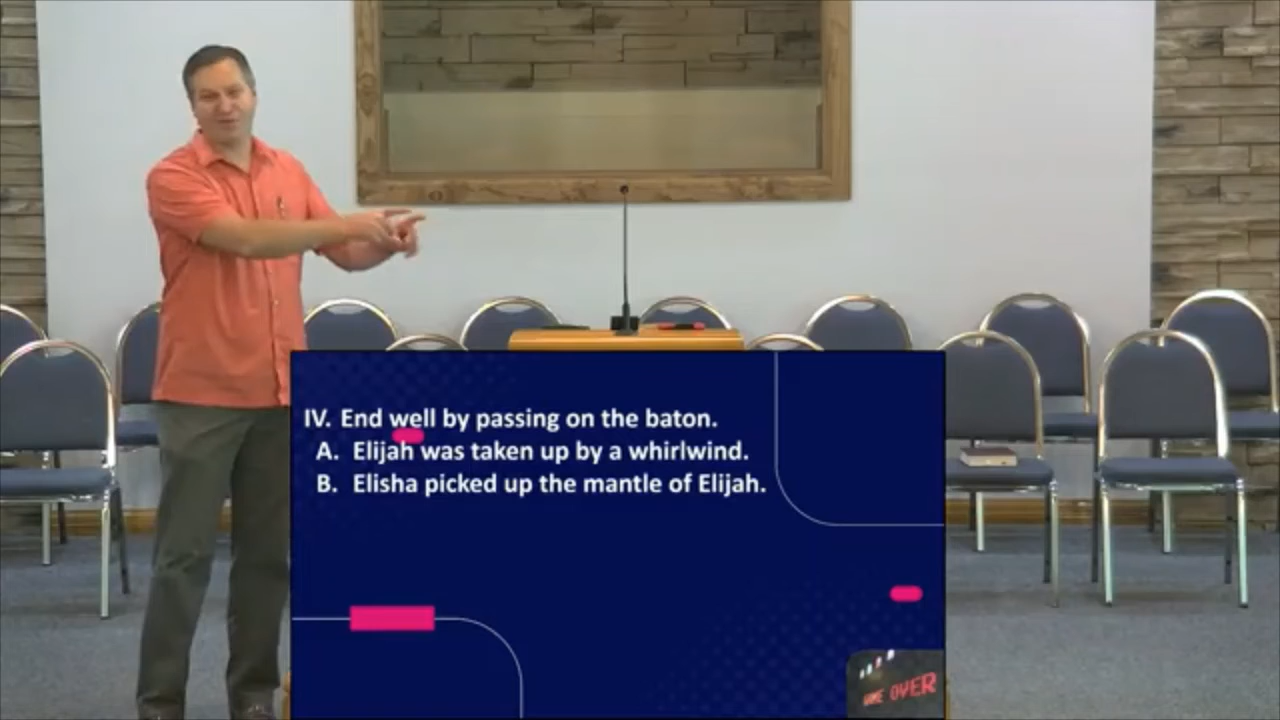 IV. End well by passing on the baton.
A. Elijah was taken up by a whirlwind.
B. Elisha picked up the mantle of Elijah.
OVER